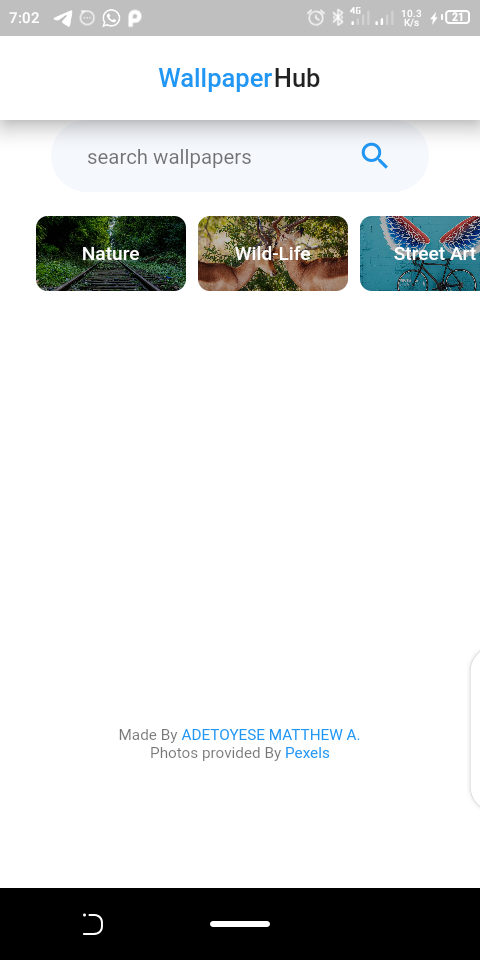 7:02 4G 10.3 K/s 21
WallpaperHub
search wallpapers
Nature Wild-Life Street Art
Made By ADETOYESE MATTHEW A.
Photos provided By Pexels